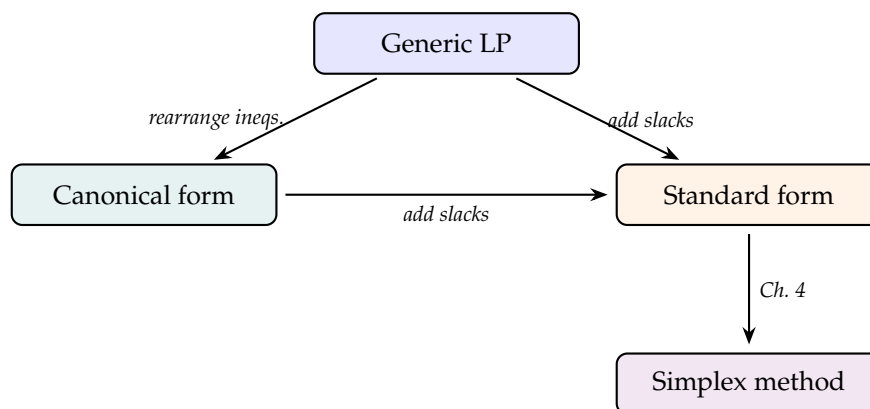 Generic LP
rearrange ineqs.
add slacks
Canonical form
Standard form
add slacks
Ch. 4
Simplex method